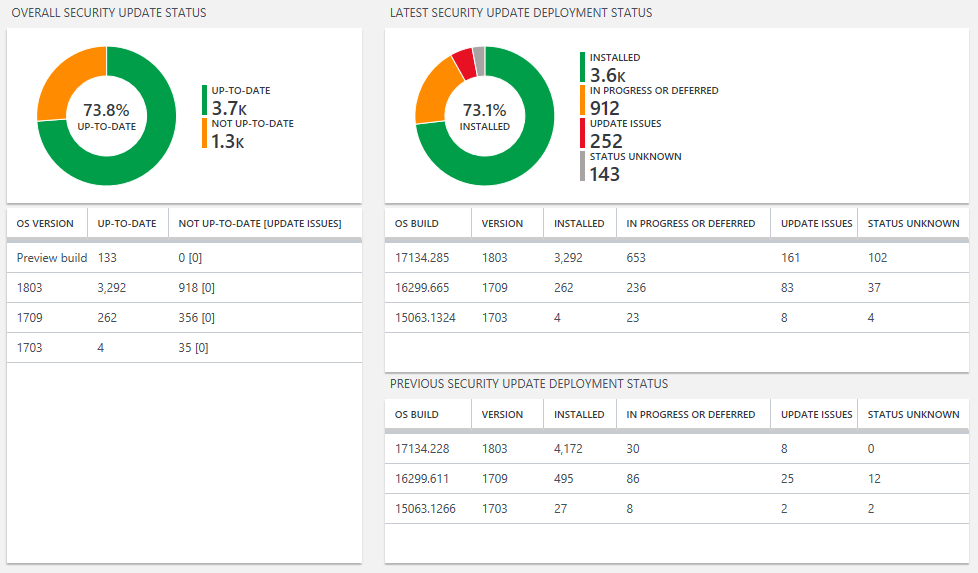 OVERALL SECURITY UPDATE STATUS
73.8%
UP-TO-DATE
UP-TO-DATE
3.7K
NOT UP-TO-DATE
1.3K
OS VERSION UP-TO-DATE NOT UP-TO-DATE [UPDATE ISSUES]
Preview build 133 0 [0]
1803 3,292 918 [0]
1709 262 356 [0]
1703 4 35 [0]
LATEST SECURITY UPDATE DEPLOYMENT STATUS
73.1%
INSTALLED
INSTALLED
3.6K
IN PROGRESS OR DEFERRED
912
UPDATE ISSUES
252
STATUS UNKNOWN
143
OS BUILD VERSION INSTALLED IN PROGRESS OR DEFERRED UPDATE ISSUES STATUS UNKNOWN
17134.285 1803 3,292 653 161 102
16299.665 1709 262 236 83 37
15063.1324 1703 4 23 8 4
PREVIOUS SECURITY UPDATE DEPLOYMENT STATUS
OS BUILD VERSION INSTALLED IN PROGRESS OR DEFERRED UPDATE ISSUES STATUS UNKNOWN
17134.228 1803 4,172 30 8 0
16299.611 1709 495 86 25 12
15063.1266 1703 27 8 2 2